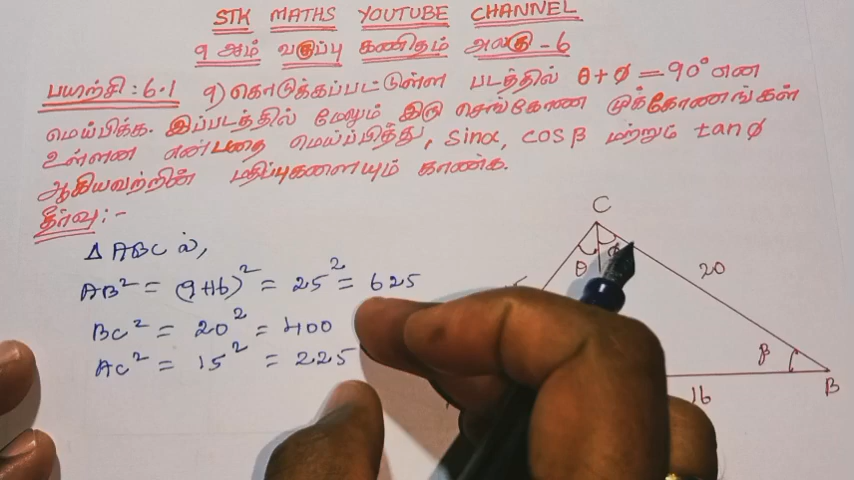 STK MATHS YOUTUBE CHANNEL
9 ஆம் வகுப்பு கணிதம் அலகு - 6
பயிற்சி : 6.1 9) கொடுக்கப்பட்டுள்ள படத்தில் θ + φ = 90° என
மெய்பிக்க. இப்படத்தில் மேலும் இரு செங்கோண முக்கோணங்கள்
உள்ளன என்பதை மெய்ப்பித்து, sinα, cosβ மற்றும் tanφ
ஆகியவற்றின் மதிப்புகளையும் காண்க.
தீர்வு :-
Δ ABC ல்,
AB² = (9+16)² = 25² = 625
BC² = 20² = 400
AC² = 15² = 225
C
θ φ
20
β
16
B